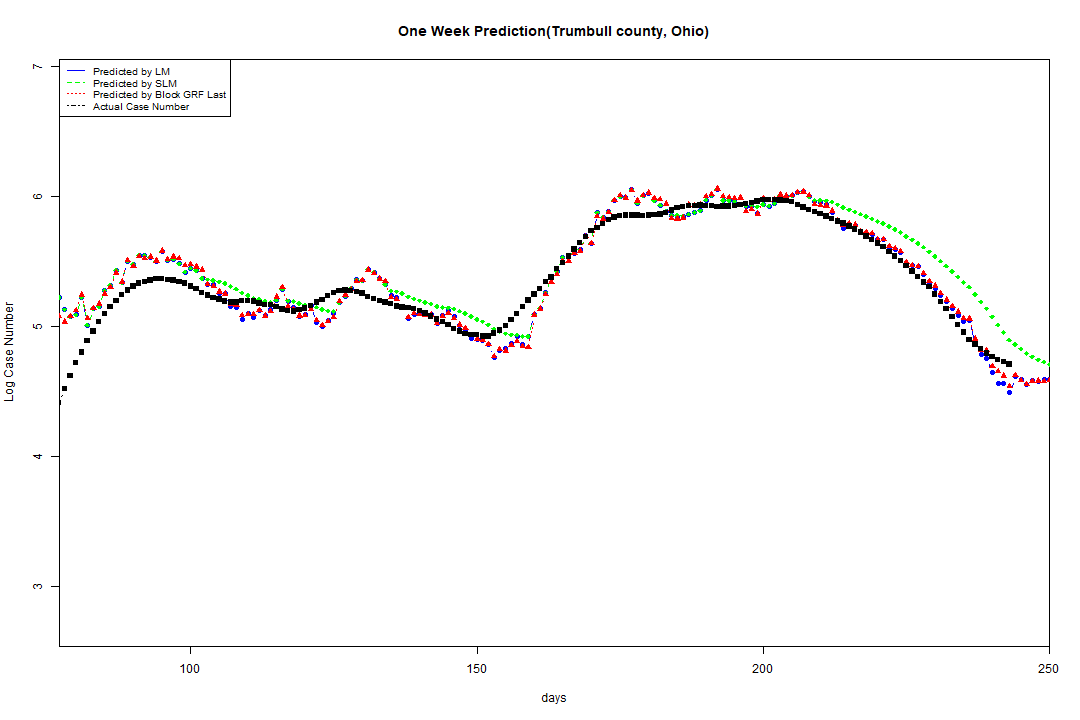 One Week Prediction(Trumbull county, Ohio)
Predicted by LM
Predicted by SLM
Predicted by Block GRF Last
Actual Case Number
7
6
5
4
3
Log Case Number
100
150
200
250
days